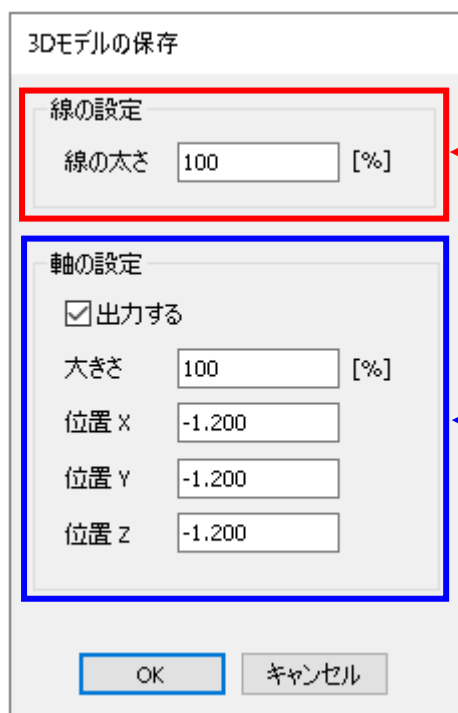 3Dモデルの保存
線の設定
線の太さ 100 [%]
軸の設定
出力する
大きさ 100 [%]
位置 X -1.200
位置 Y -1.200
位置 Z -1.200
OK キャンセル